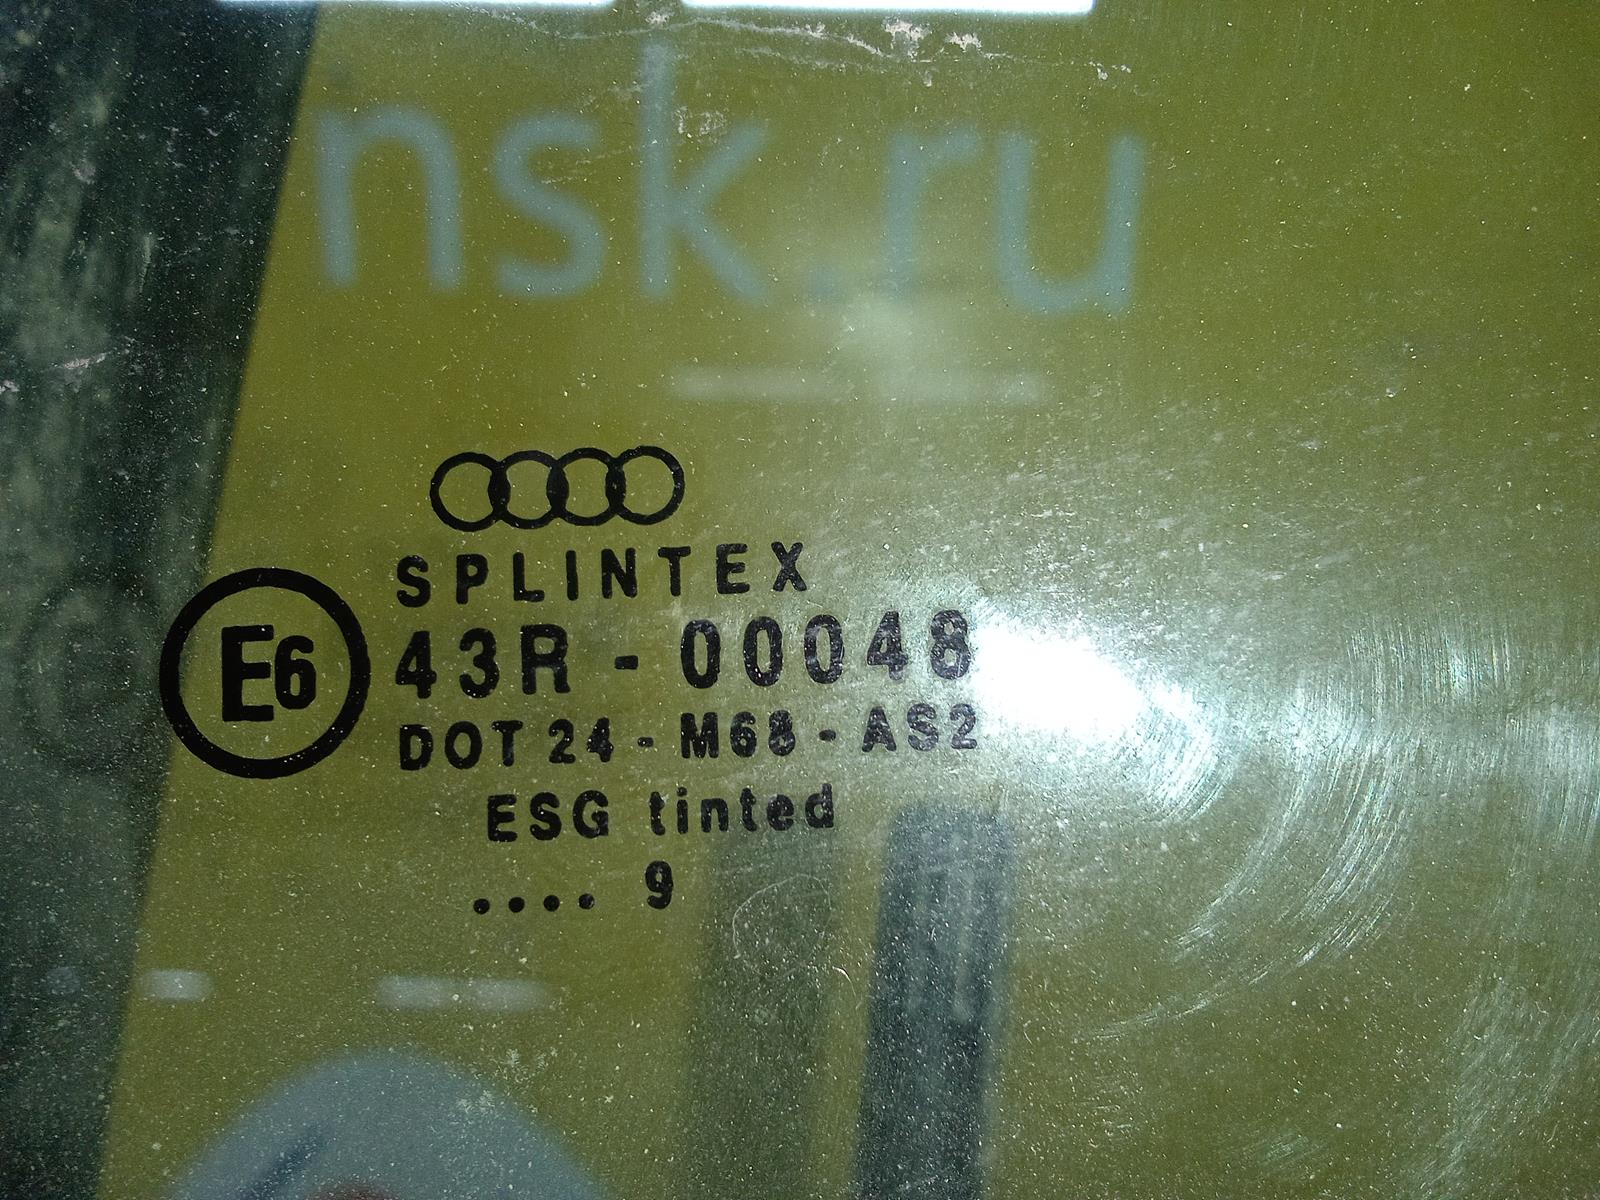 nsk.ru
SPLINTEX
E6
43R - 00048
DOT 24 - M68 - AS2
ESG tinted
.... 9